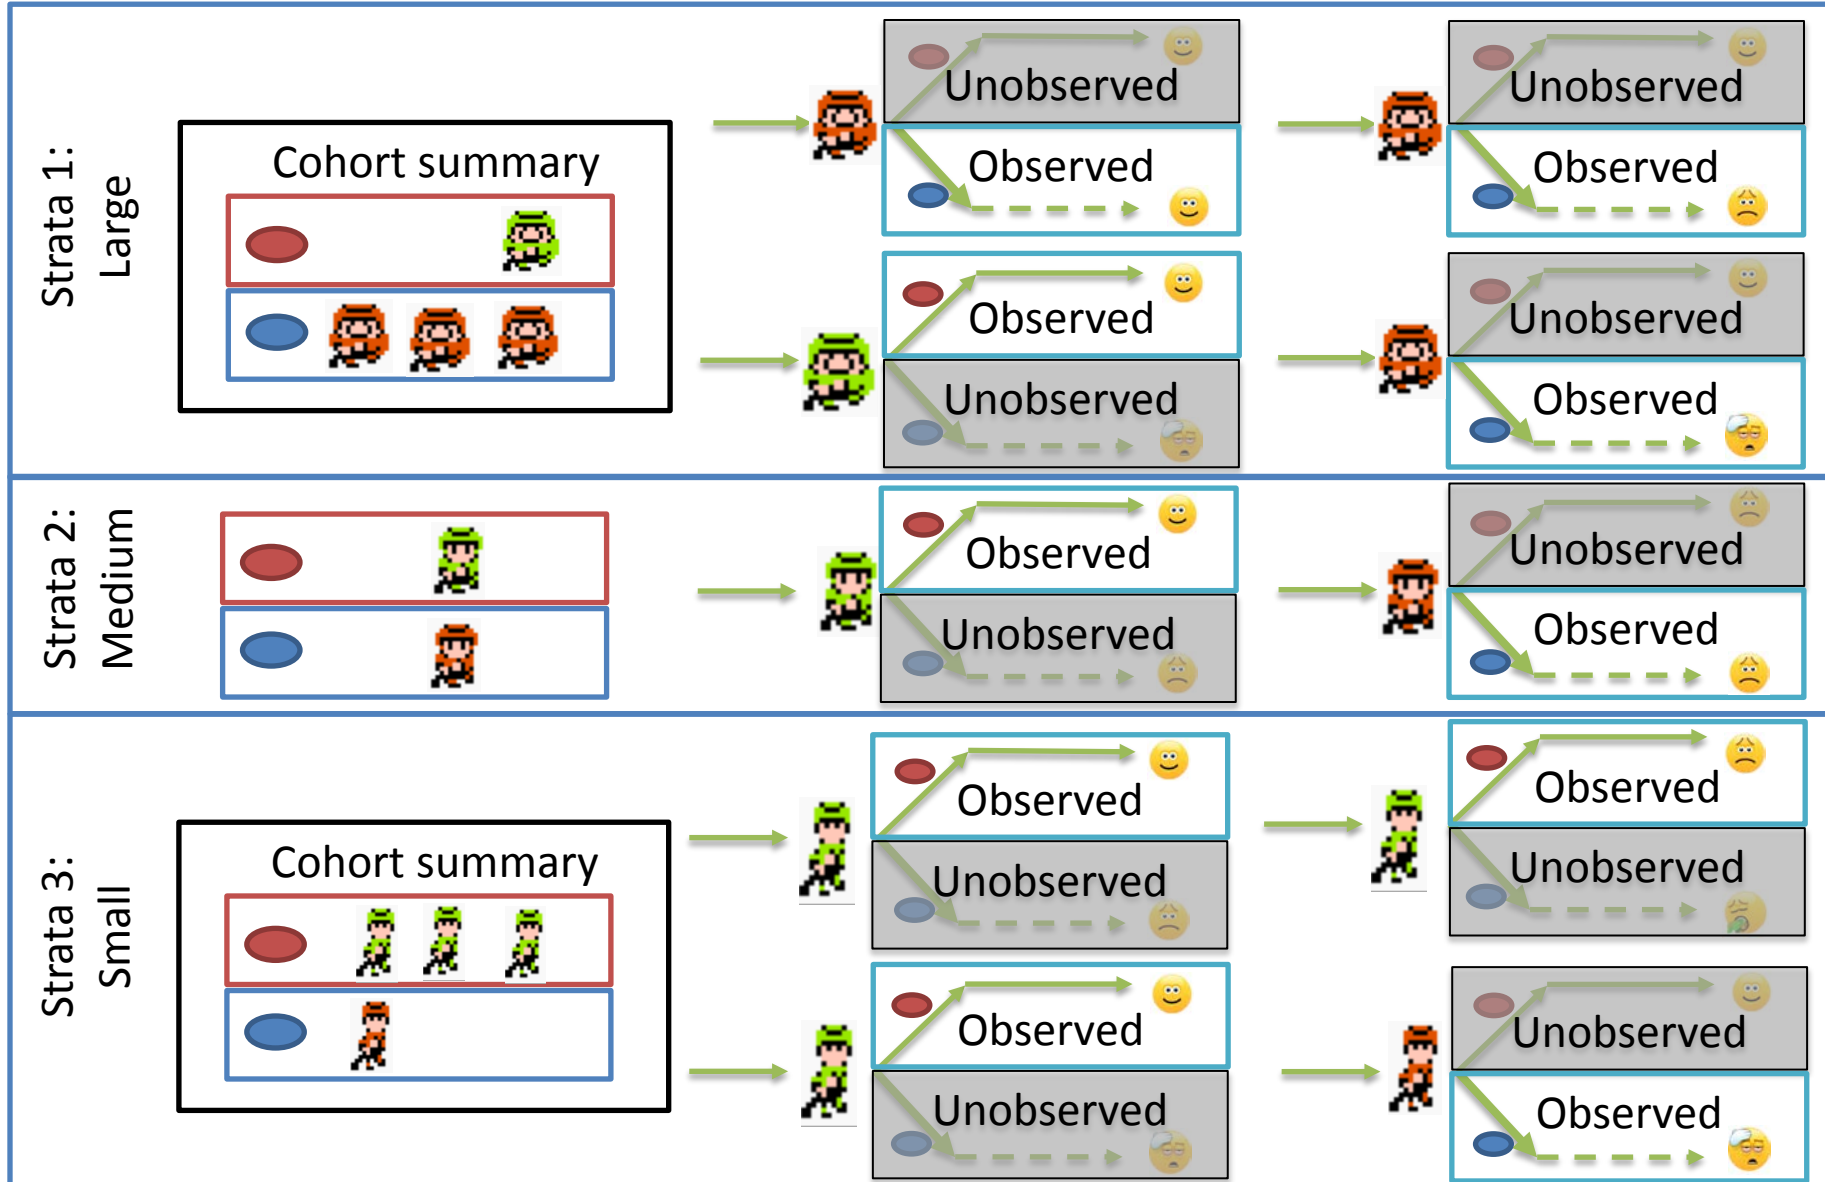 Strata 1:
Large
Cohort summary
Unobserved
Observed
Unobserved
Observed
Observed
Unobserved
Unobserved
Observed
Strata 2:
Medium
Observed
Unobserved
Unobserved
Observed
Strata 3:
Small
Cohort summary
Observed
Unobserved
Observed
Unobserved
Observed
Unobserved
Unobserved
Observed